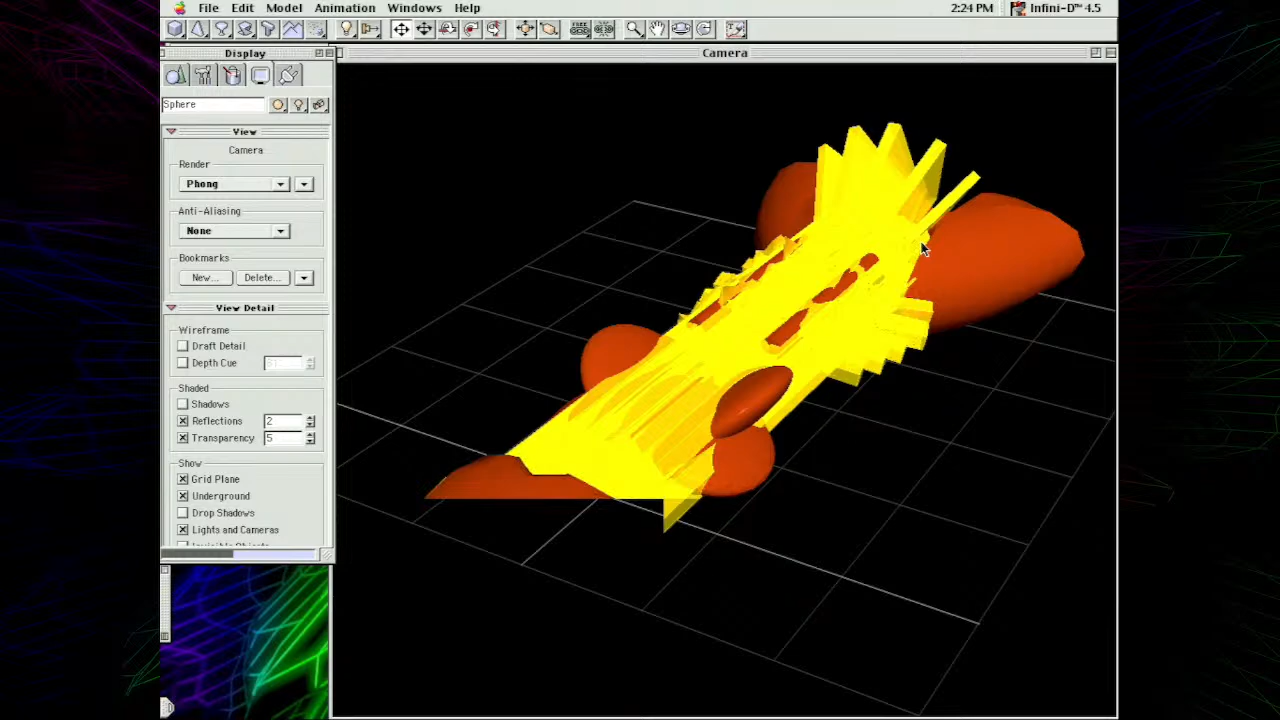 File Edit Model Animation Windows Help 2:24 PM Infini-D™ 4.5
FREE
Display
Camera
Sphere
View
Camera
Render
Phong
Anti-Aliasing
None
Bookmarks
New...
Delete...
View Detail
Wireframe
Draft Detail
Depth Cue
Shaded
Shadows
Reflections 2
Transparency 5
Show
Grid Plane
Underground
Drop Shadows
Lights and Cameras